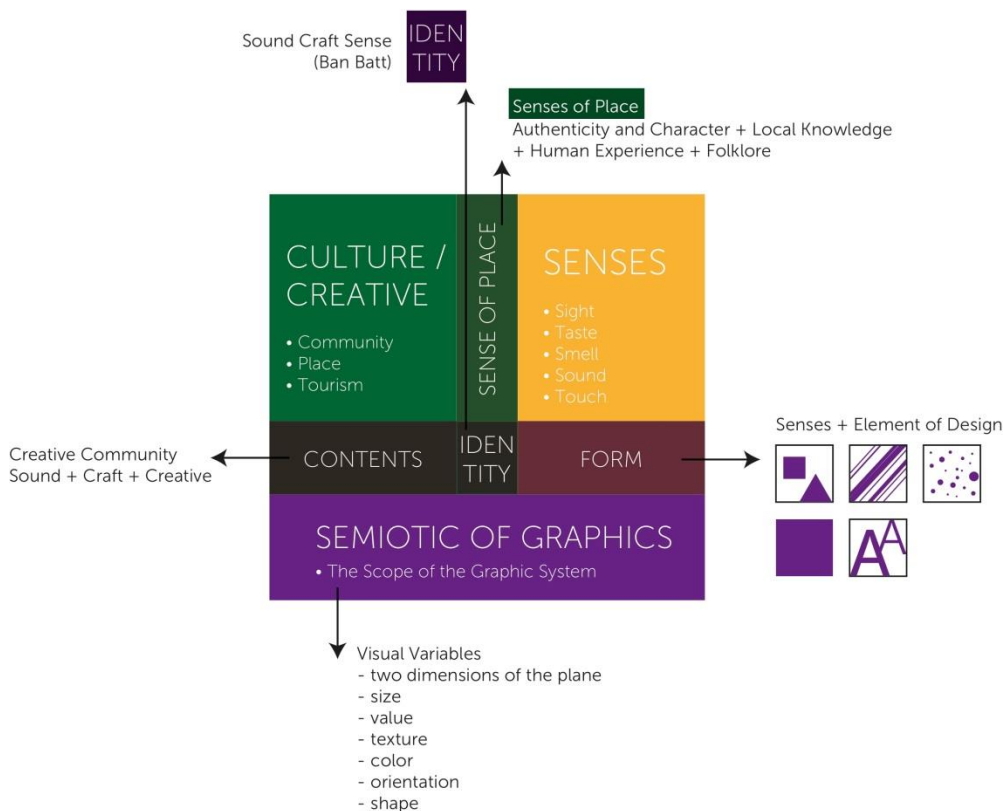 Sound Craft Sense
(Ban Batt)
IDEN
TITY
Senses of Place
Authenticity and Character + Local Knowledge
+ Human Experience + Folklore
CULTURE /
CREATIVE
• Community
• Place
• Tourism
SENSE OF PLACE
SENSES
• Sight
• Taste
• Smell
• Sound
• Touch
Creative Community
Sound + Craft + Creative
CONTENTS
IDEN
TITY
FORM
Senses + Element of Design
AA
SEMIOTIC OF GRAPHICS
• The Scope of the Graphic System
Visual Variables
- two dimensions of the plane
- size
- value
- texture
- color
- orientation
- shape